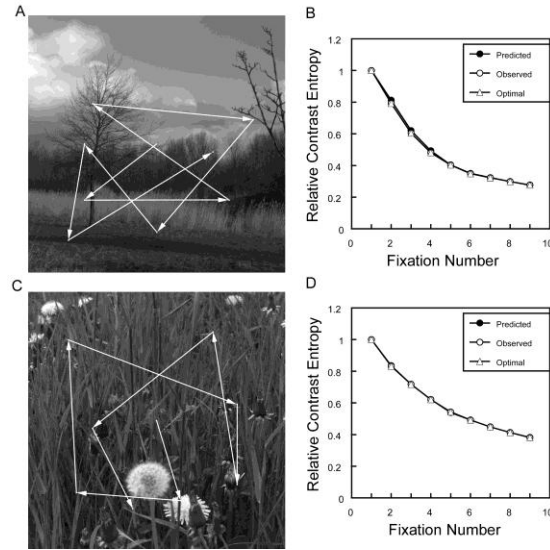 A
B
Relative Contrast Entropy
1.2
1
0.8
0.6
0.4
0.2
0
0 2 4 6 8 10
Fixation Number
Predicted
Observed
Optimal
C
D
Relative Contrast Entropy
1.2
1
0.8
0.6
0.4
0.2
0
0 2 4 6 8 10
Fixation Number
Predicted
Observed
Optimal